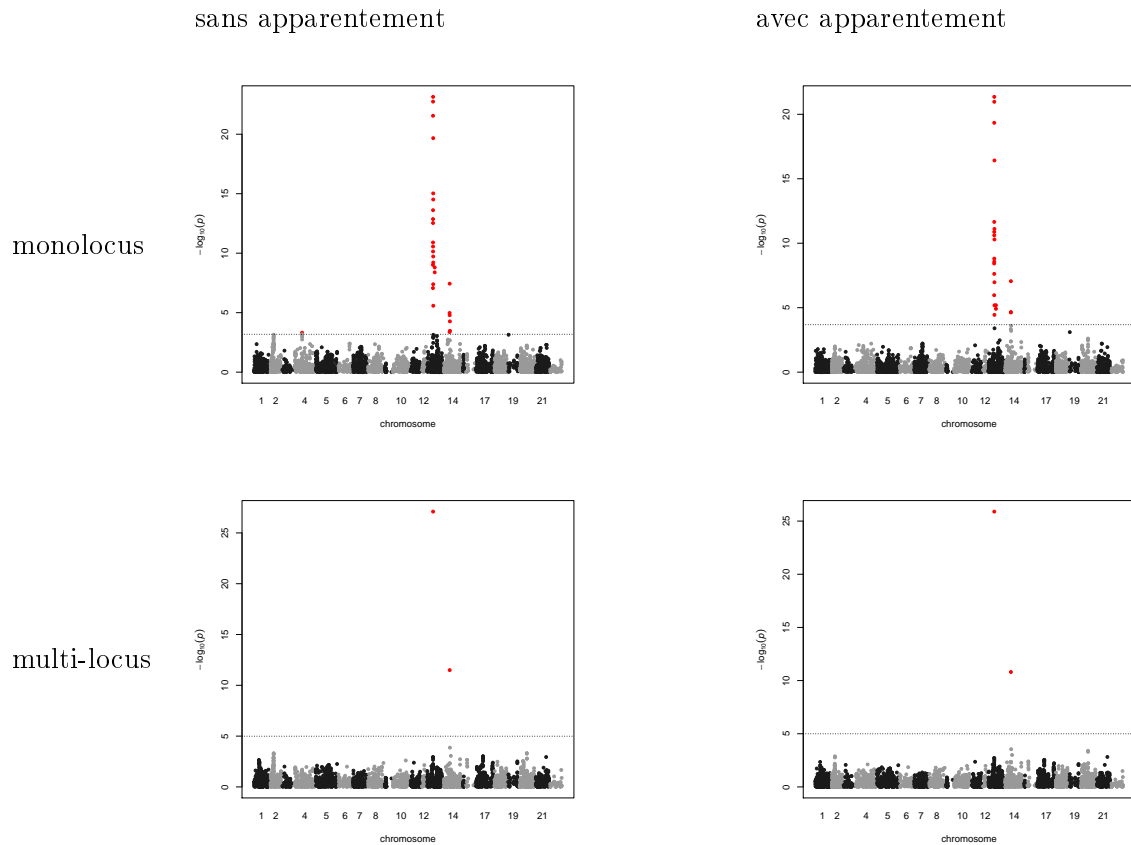 sans apparentement
avec apparentement
monolocus
− log₁₀(p)
0 5 10 15 20
1 2 4 5 6 7 8 10 12 14 17 19 21
chromosome
− log₁₀(p)
0 5 10 15 20
1 2 4 5 6 7 8 10 12 14 17 19 21
chromosome
multi-locus
− log₁₀(p)
0 5 10 15 20 25
1 2 4 5 6 7 8 10 12 14 17 19 21
chromosome
− log₁₀(p)
0 5 10 15 20 25
1 2 4 5 6 7 8 10 12 14 17 19 21
chromosome